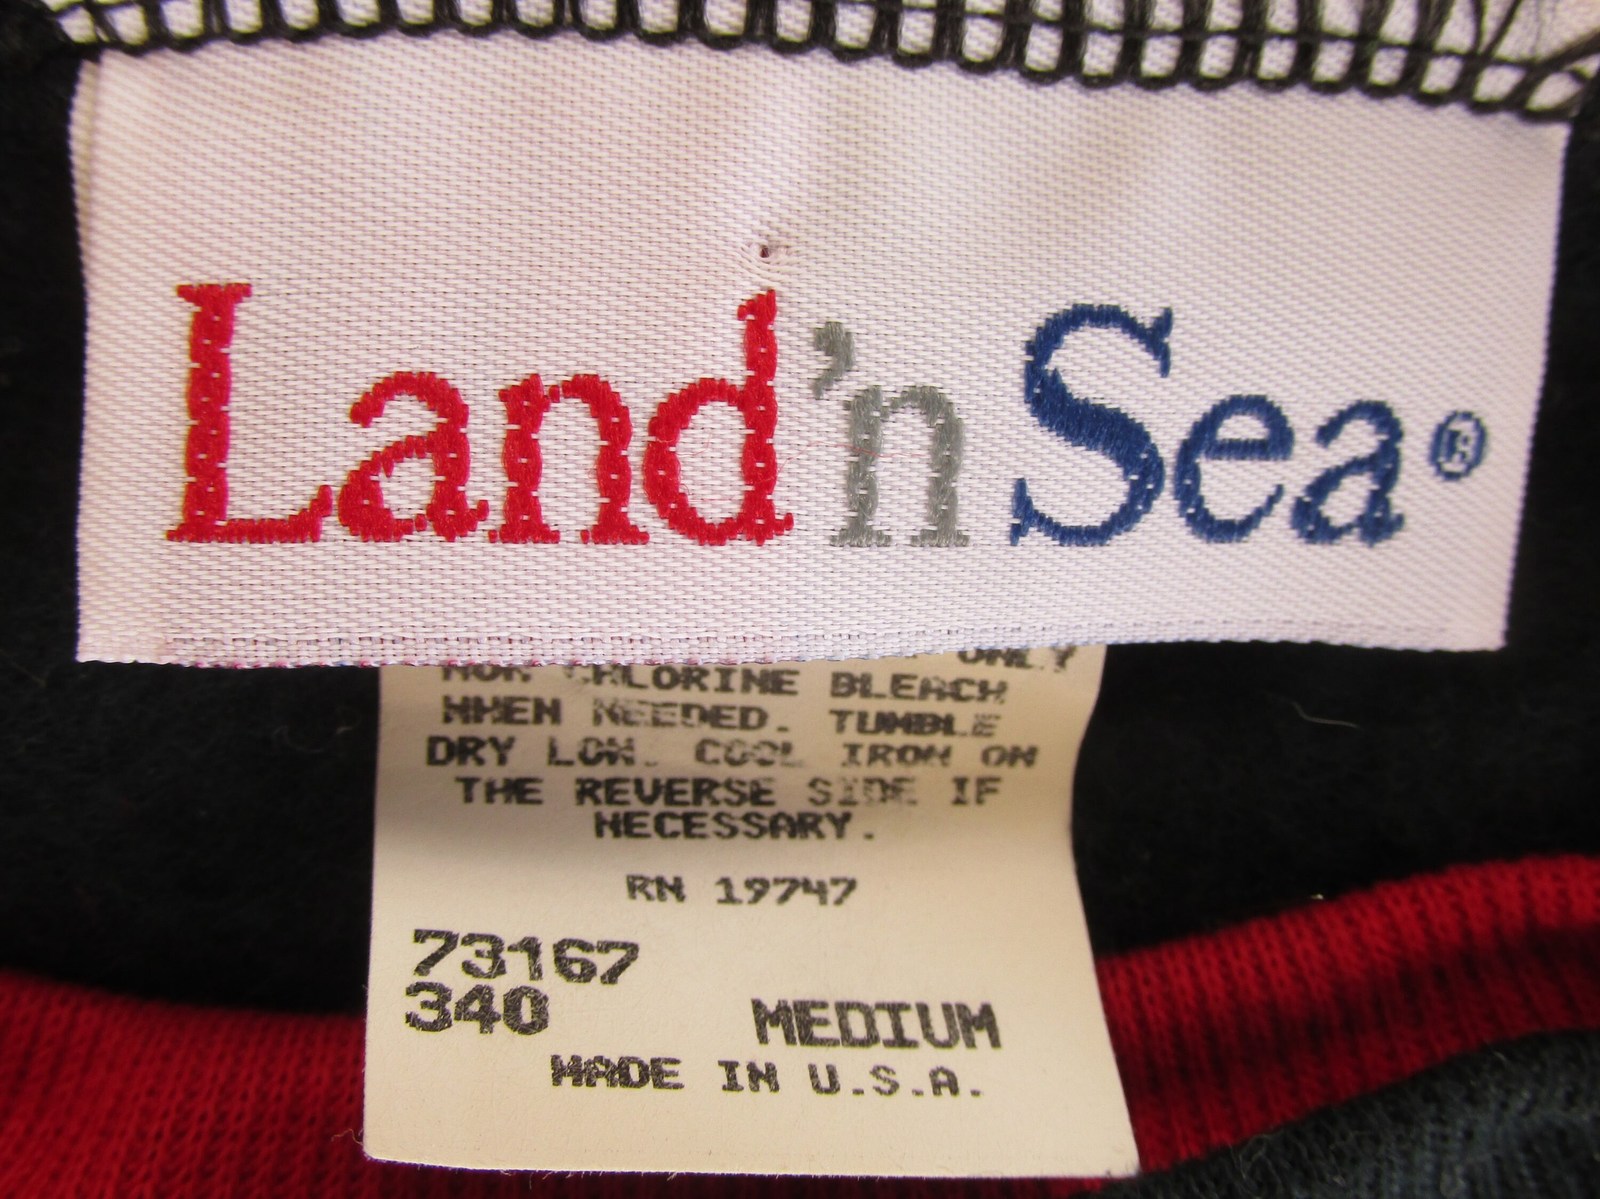 Land 'n Sea®
ONLY
NON CHLORINE BLEACH
WHEN NEEDED. TUMBLE
DRY LOW. COOL IRON ON
THE REVERSE SIDE IF
NECESSARY.
RN 19747
73167
340 MEDIUM
MADE IN U.S.A.